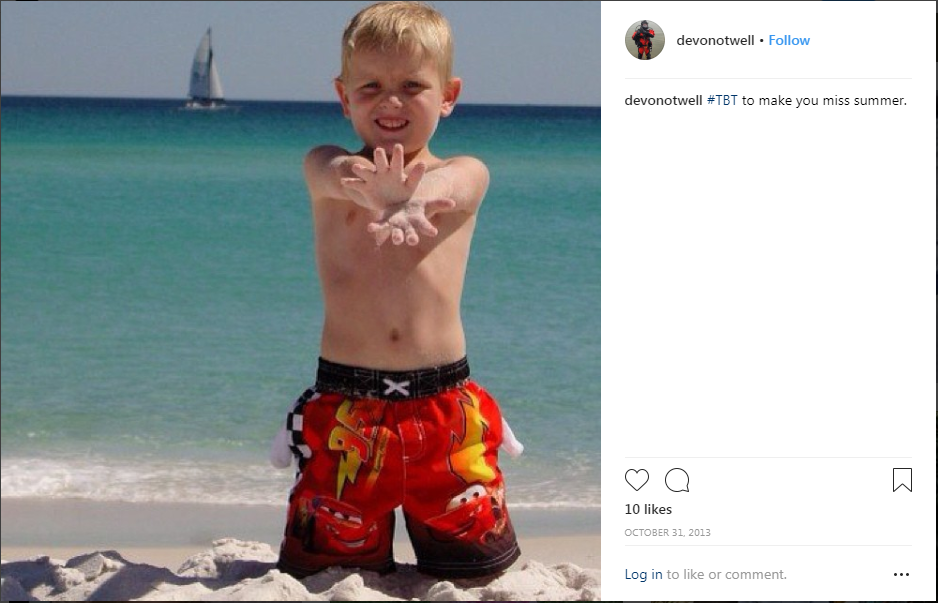 devonotwell • Follow
devonotwell #TBT to make you miss summer.
95
10 likes
OCTOBER 31, 2013
Log in to like or comment.